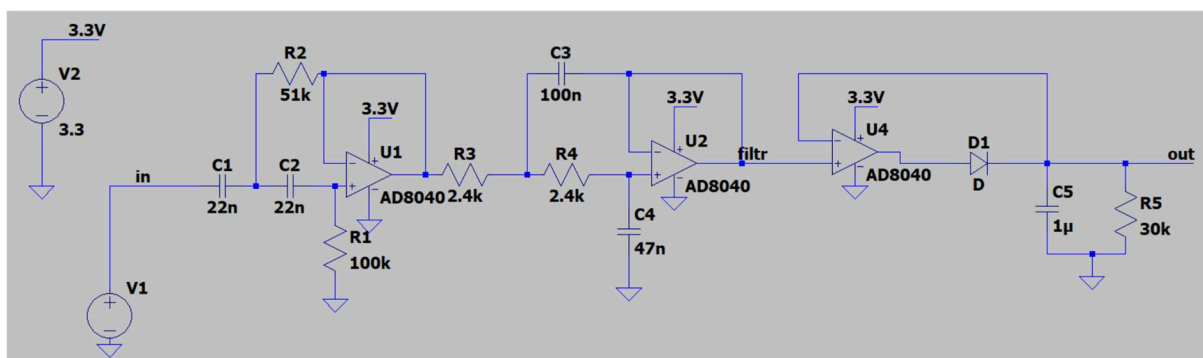 3.3V
V2
3.3
R2
51k
3.3V
U1
AD8040
C1
22n
C2
22n
in
R1
100k
V1
R3
2.4k
C3
100n
R4
2.4k
3.3V
U2
AD8040
C4
47n
filtr
3.3V
U4
AD8040
D1
D
out
C5
1µ
R5
30k